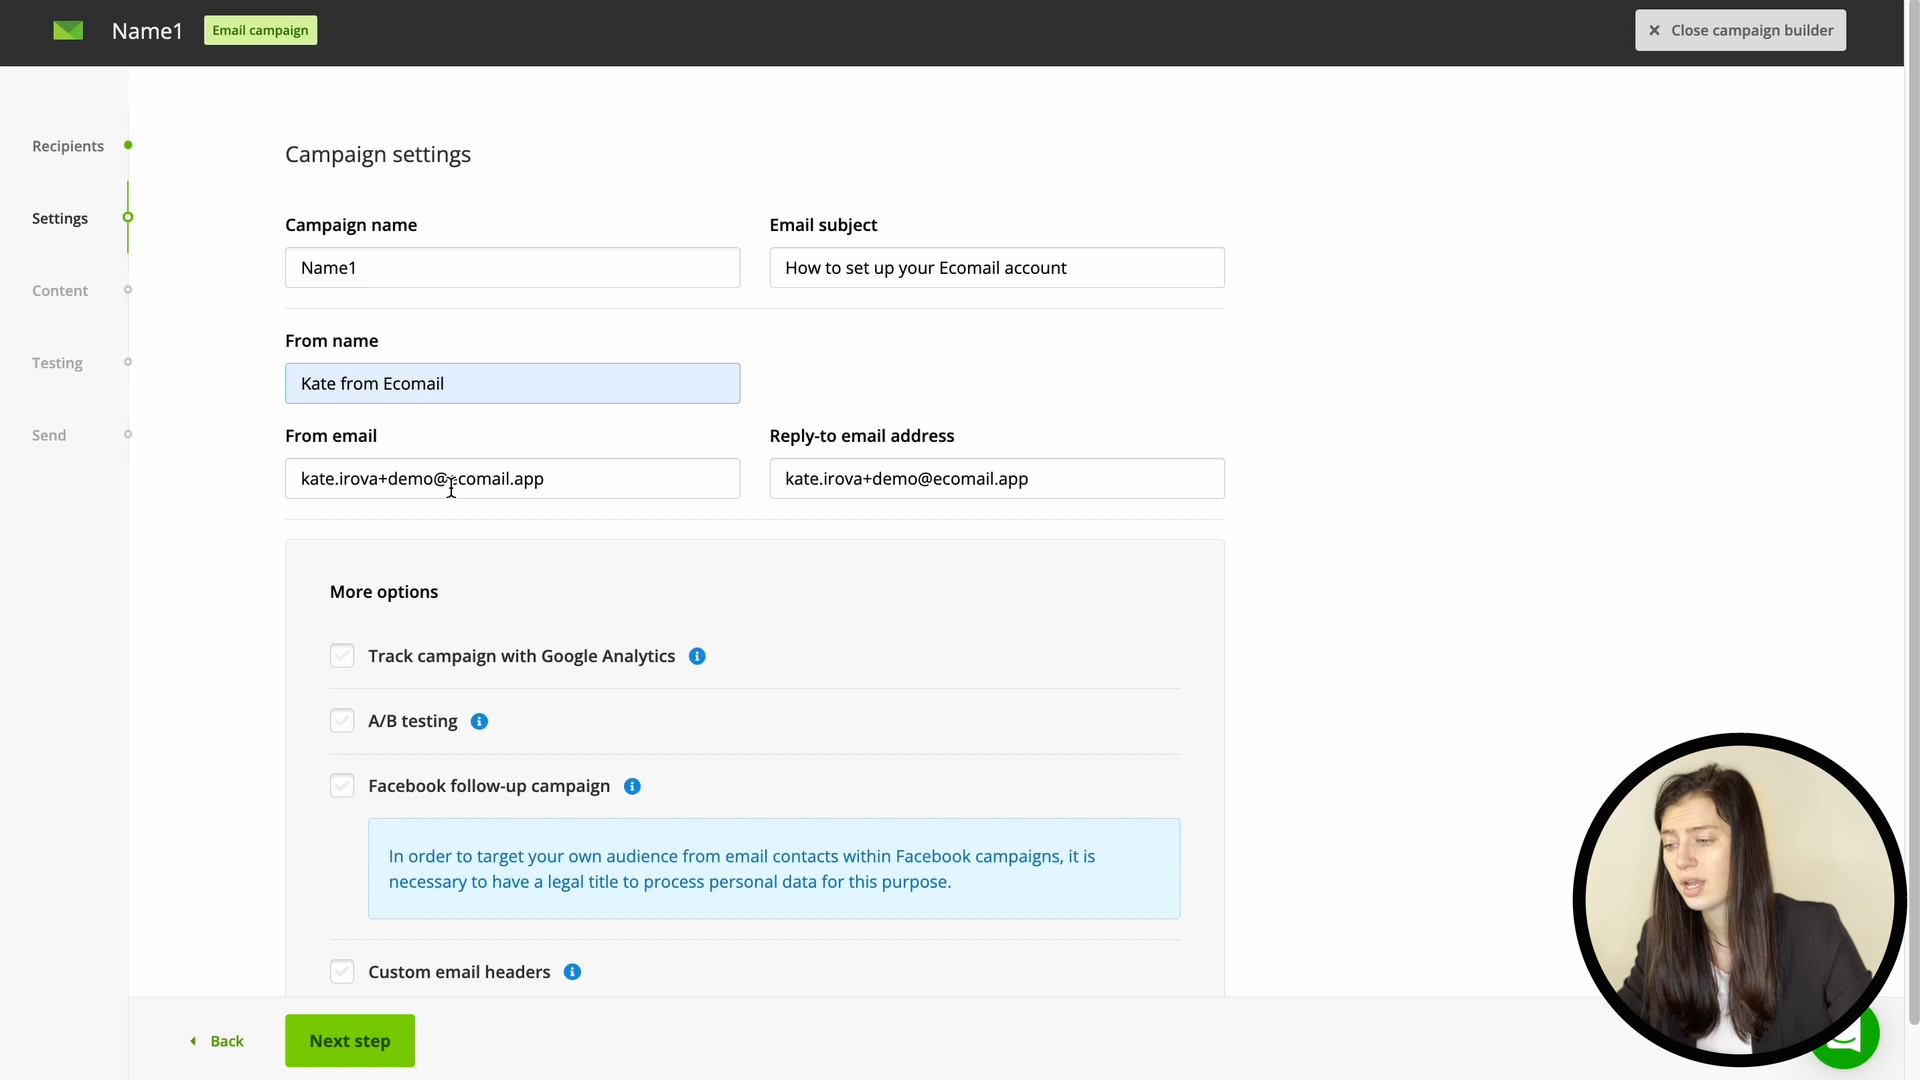 Name1
Email campaign
Close campaign builder
Recipients
Settings
Content
Testing
Send
Campaign settings
Campaign name
Email subject
Name1
How to set up your Ecomail account
From name
Kate from Ecomail
From email
Reply-to email address
kate.irova+demo@ecomail.app
kate.irova+demo@ecomail.app
More options
Track campaign with Google Analytics
A/B testing
Facebook follow-up campaign
In order to target your own audience from email contacts within Facebook campaigns, it is
necessary to have a legal title to process personal data for this purpose.
Custom email headers
Back
Next step